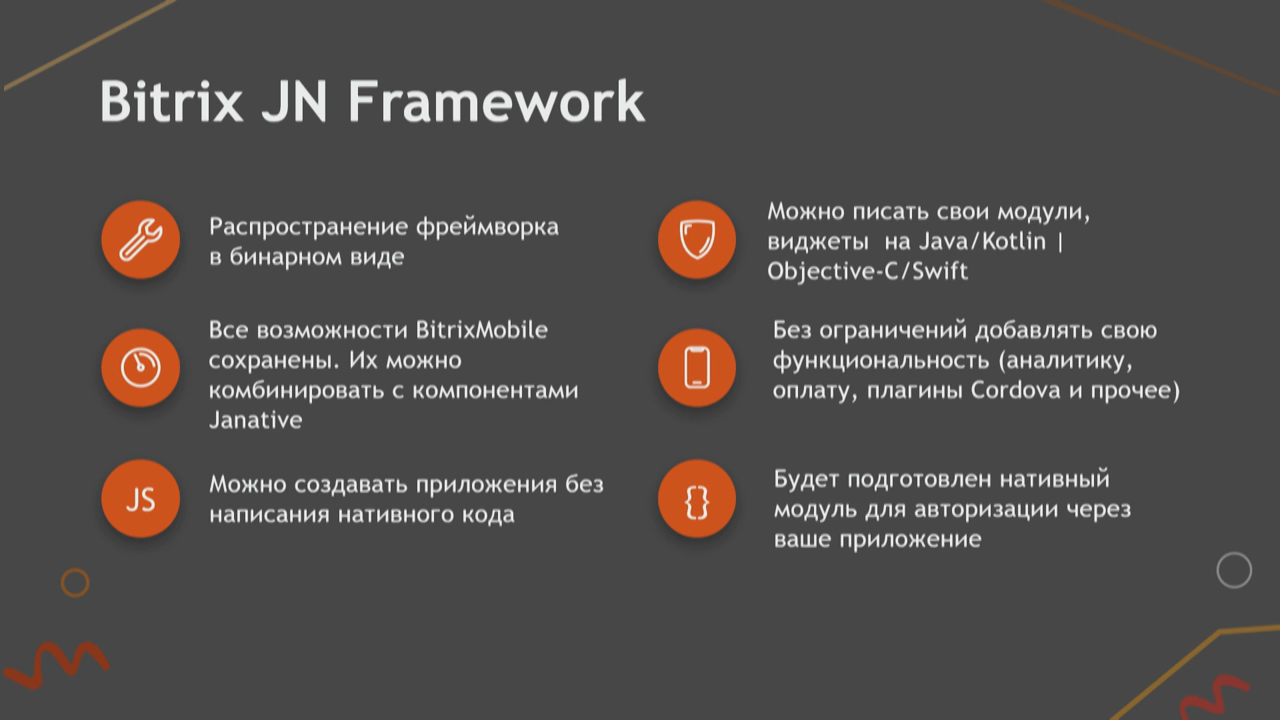 Bitrix JN Framework
Распространение фреймворка
в бинарном виде
Все возможности BitrixMobile
сохранены. Их можно
комбинировать с компонентами
Janative
JS
Можно создавать приложения без
написания нативного кода
Можно писать свои модули,
виджеты  на Java/Kotlin |
Objective-C/Swift
Без ограничений добавлять свою
функциональность (аналитику,
оплату, плагины Cordova и прочее)
{}
Будет подготовлен нативный
модуль для авторизации через
ваше приложение